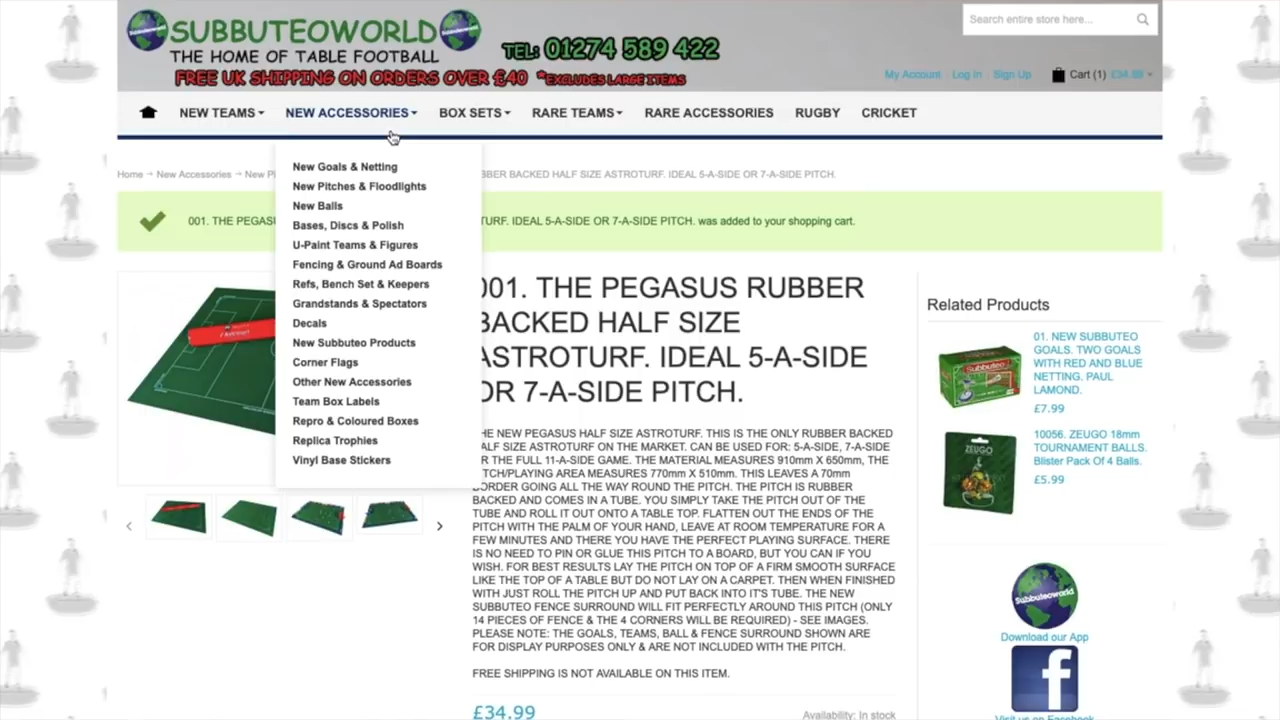 SUBBUTEOWORLD
THE HOME OF TABLE FOOTBALL
TEL: 01274 589 422
FREE UK SHIPPING ON ORDERS OVER £40 *EXCLUDES LARGE ITEMS
Search entire store here...
My Account Log In Sign Up Cart (1) £34.99
NEW TEAMS NEW ACCESSORIES BOX SETS RARE TEAMS RARE ACCESSORIES RUGBY CRICKET
Home → New Accessories → New P
BER BACKED HALF SIZE ASTROTURF. IDEAL 5-A-SIDE OR 7-A-SIDE PITCH.
001. THE PEGASU
TURF. IDEAL 5-A-SIDE OR 7-A-SIDE PITCH. was added to your shopping cart.
New Goals & Netting
New Pitches & Floodlights
New Balls
Bases, Discs & Polish
U-Paint Teams & Figures
Fencing & Ground Ad Boards
Refs, Bench Set & Keepers
Grandstands & Spectators
Decals
New Subbuteo Products
Corner Flags
Other New Accessories
Team Box Labels
Repro & Coloured Boxes
Replica Trophies
Vinyl Base Stickers
001. THE PEGASUS RUBBER
BACKED HALF SIZE
ASTROTURF. IDEAL 5-A-SIDE
OR 7-A-SIDE PITCH.
THE NEW PEGASUS HALF SIZE ASTROTURF. THIS IS THE ONLY RUBBER BACKED
HALF SIZE ASTROTURF ON THE MARKET. CAN BE USED FOR: 5-A-SIDE, 7-A-SIDE
OR THE FULL 11-A-SIDE GAME. THE MATERIAL MEASURES 910mm X 650mm, THE
PITCH/PLAYING AREA MEASURES 770mm X 510mm. THIS LEAVES A 70mm
BORDER GOING ALL THE WAY ROUND THE PITCH. THE PITCH IS RUBBER
BACKED AND COMES IN A TUBE. YOU SIMPLY TAKE THE PITCH OUT OF THE
TUBE AND ROLL IT OUT ONTO A TABLE TOP. FLATTEN OUT THE ENDS OF THE
PITCH WITH THE PALM OF YOUR HAND, LEAVE AT ROOM TEMPERATURE FOR A
FEW MINUTES AND THERE YOU HAVE THE PERFECT PLAYING SURFACE. THERE
IS NO NEED TO PIN OR GLUE THIS PITCH TO A BOARD, BUT YOU CAN IF YOU
WISH. FOR BEST RESULTS LAY THE PITCH ON TOP OF A FIRM SMOOTH SURFACE
LIKE THE TOP OF A TABLE BUT DO NOT LAY ON A CARPET. THEN WHEN FINISHED
WITH JUST ROLL THE PITCH UP AND PUT BACK INTO IT'S TUBE. THE NEW
SUBBUTEO FENCE SURROUND WILL FIT PERFECTLY AROUND THIS PITCH (ONLY
14 PIECES OF FENCE & THE 4 CORNERS WILL BE REQUIRED) - SEE IMAGES.
PLEASE NOTE: THE GOALS, TEAMS, BALL & FENCE SURROUND SHOWN ARE
FOR DISPLAY PURPOSES ONLY & ARE NOT INCLUDED WITH THE PITCH.
FREE SHIPPING IS NOT AVAILABLE ON THIS ITEM.
£34.99
Availability: In stock
Related Products
Subbuteo
01. NEW SUBBUTEO
GOALS. TWO GOALS
WITH RED AND BLUE
NETTING. PAUL
LAMOND.
£7.99
ZEUGO
10056. ZEUGO 18mm
TOURNAMENT BALLS.
Blister Pack Of 4 Balls.
£5.99
Subbuteoworld
Download our App
f
Visit us on Facebook